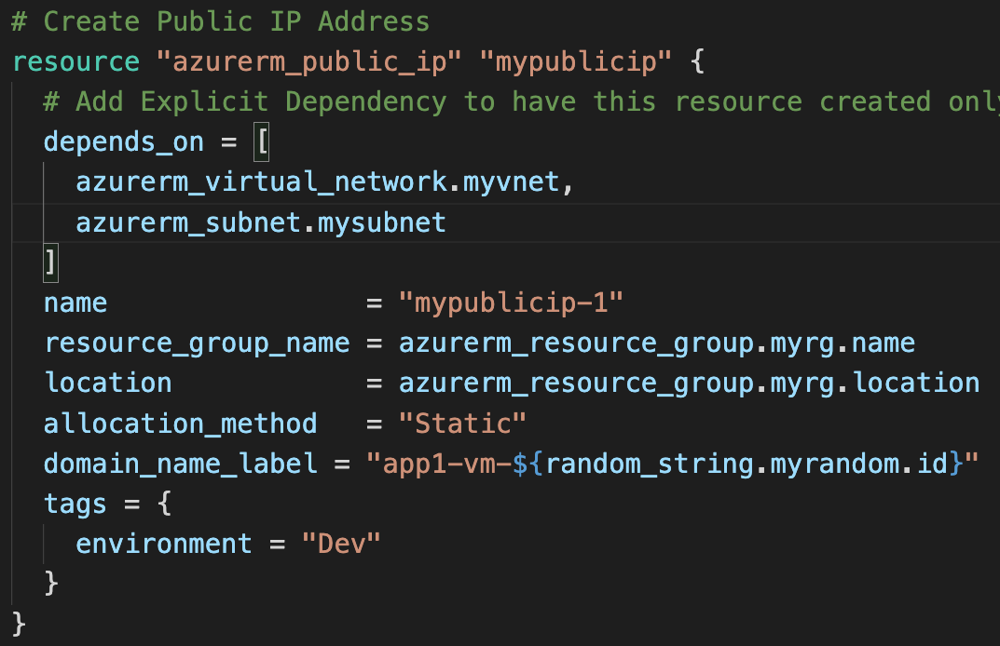 # Create Public IP Address
resource "azurerm_public_ip" "mypublicip" {
  # Add Explicit Dependency to have this resource created
  depends_on = [
    azurerm_virtual_network.myvnet,
    azurerm_subnet.mysubnet
  ]
  name                = "mypublicip-1"
  resource_group_name = azurerm_resource_group.myrg.name
  location            = azurerm_resource_group.myrg.location
  allocation_method   = "Static"
  domain_name_label = "app1-vm-${random_string.myrandom.id}"
  tags = {
    environment = "Dev"
  }
}